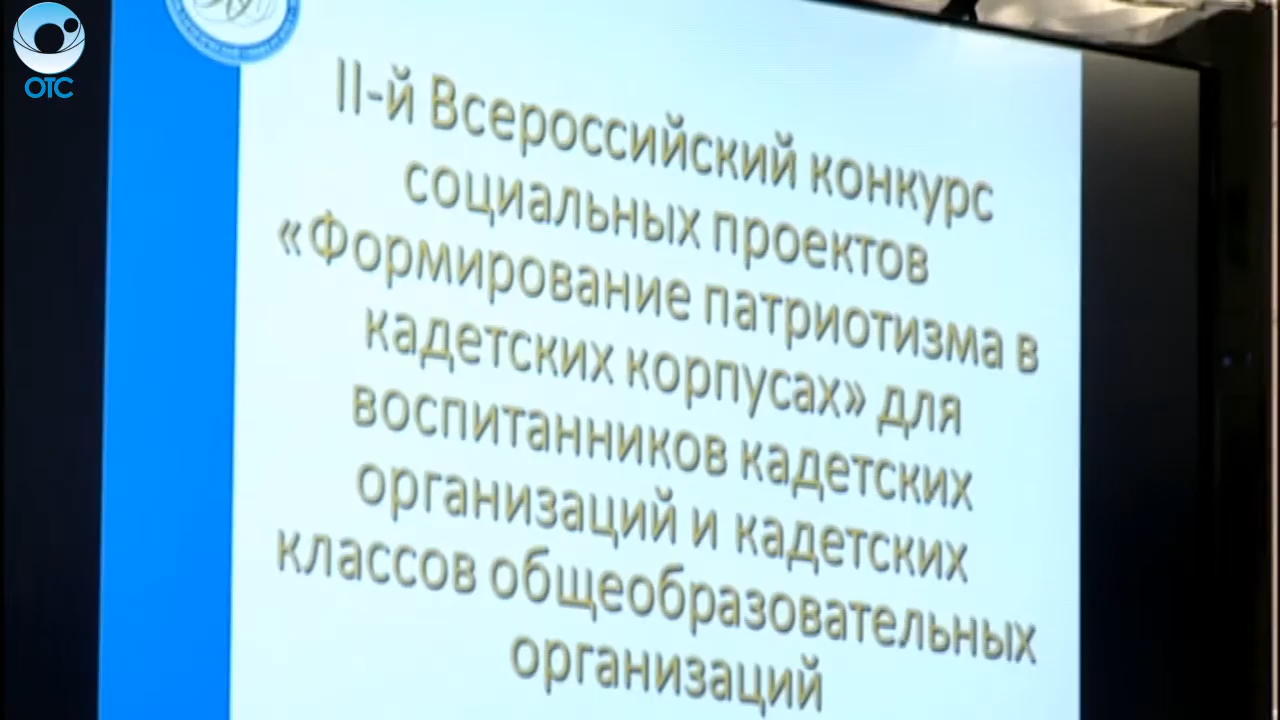 ОТС
II-й Всероссийский конкурс
социальных проектов
«Формирование патриотизма в
кадетских корпусах» для
воспитанников кадетских
организаций и кадетских
классов общеобразовательных
организаций